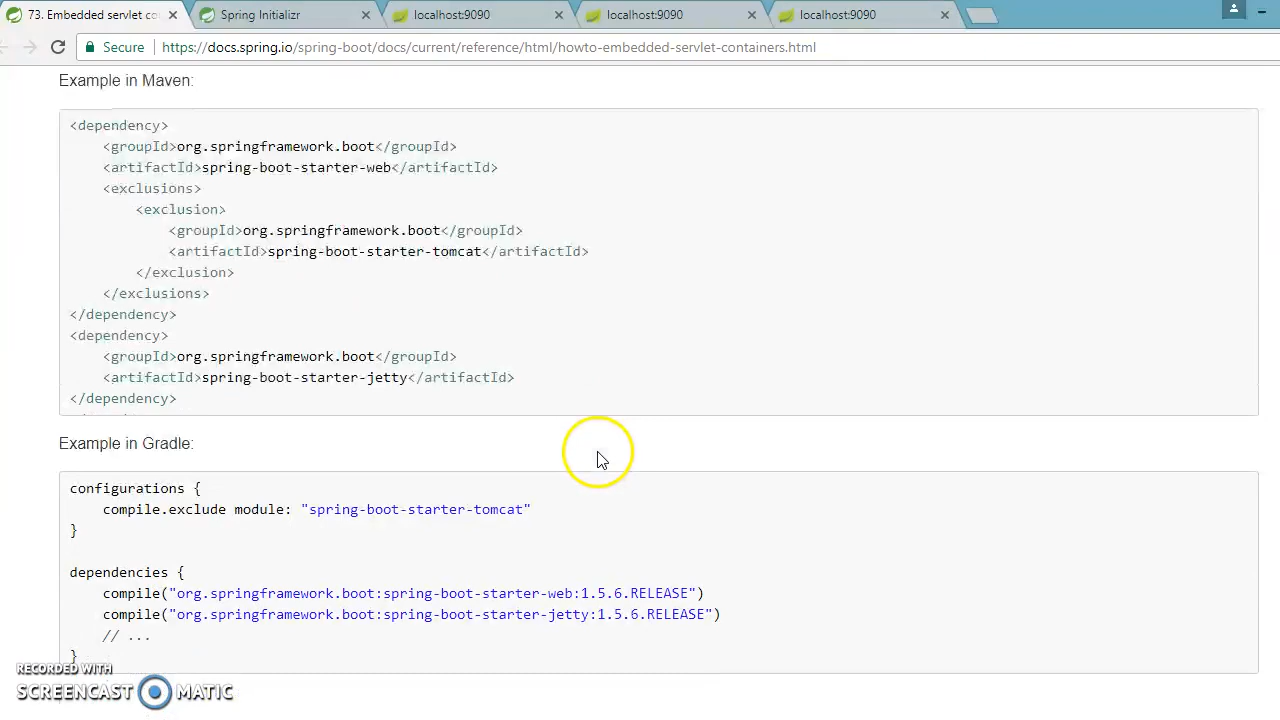 73. Embedded servlet co
Spring Initializr
localhost:9090
localhost:9090
localhost:9090
Secure
https://docs.spring.io/spring-boot/docs/current/reference/html/howto-embedded-servlet-containers.html
Example in Maven:
<dependency>
    <groupId>org.springframework.boot</groupId>
    <artifactId>spring-boot-starter-web</artifactId>
    <exclusions>
        <exclusion>
            <groupId>org.springframework.boot</groupId>
            <artifactId>spring-boot-starter-tomcat</artifactId>
        </exclusion>
    </exclusions>
</dependency>
<dependency>
    <groupId>org.springframework.boot</groupId>
    <artifactId>spring-boot-starter-jetty</artifactId>
</dependency>
Example in Gradle:
configurations {
    compile.exclude module: "spring-boot-starter-tomcat"
}
dependencies {
    compile("org.springframework.boot:spring-boot-starter-web:1.5.6.RELEASE")
    compile("org.springframework.boot:spring-boot-starter-jetty:1.5.6.RELEASE")
    // ...
}
RECORDED WITH
SCREENCAST MATIC